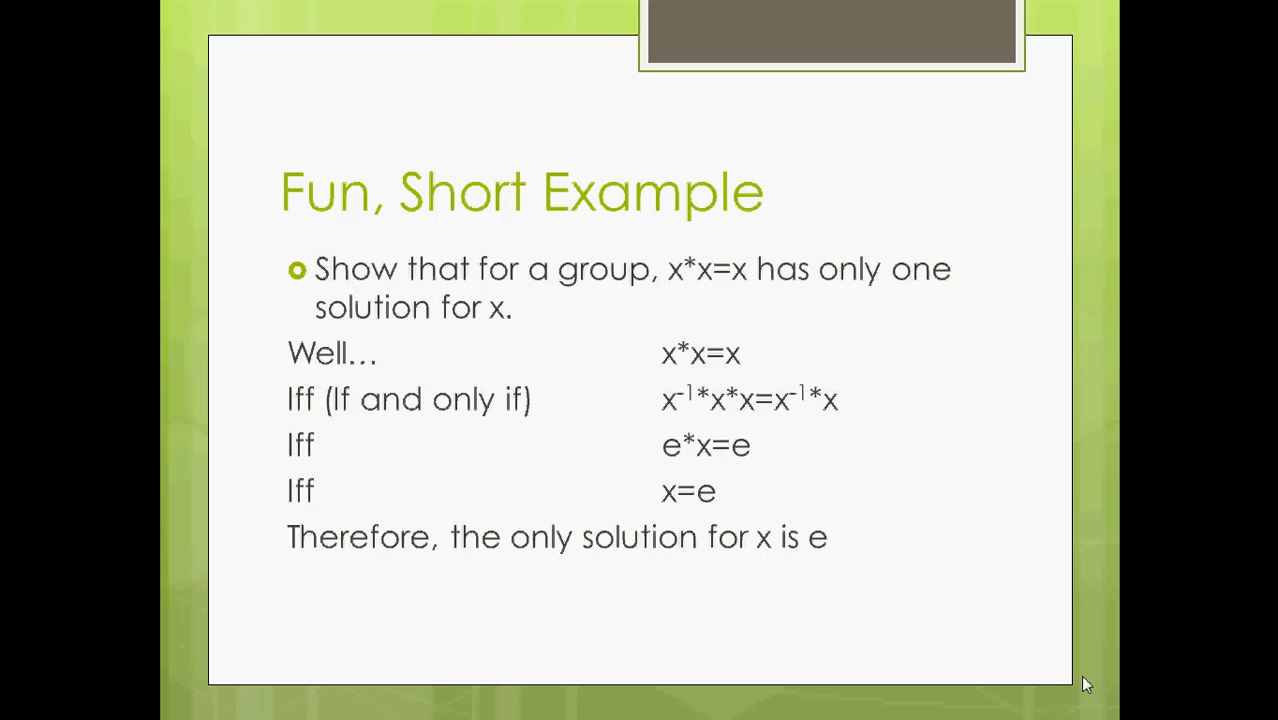 Fun, Short Example
Show that for a group, x*x=x has only one
solution for x.
Well… x*x=x
Iff (If and only if) x⁻¹*x*x=x⁻¹*x
Iff e*x=e
Iff x=e
Therefore, the only solution for x is e